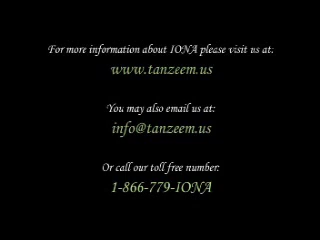 For more information about IONA please visit us at:
www.tanzeem.us
You may also email us at:
info@tanzeem.us
Or call our toll free number:
1-866-779-IONA